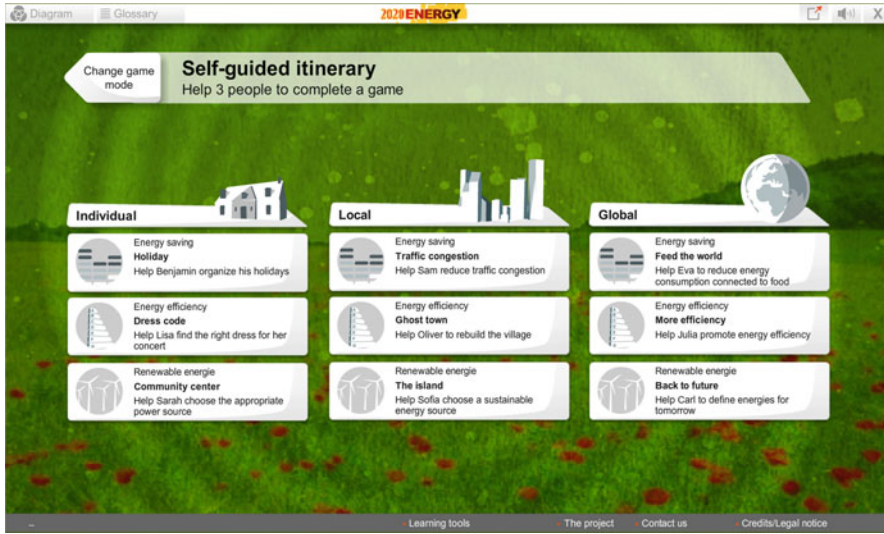 Diagram
Glossary
2020 ENERGY
X
Change game
mode
Self-guided itinerary
Help 3 people to complete a game
Individual
Energy saving
Holiday
Help Benjamin organize his holidays
Energy efficiency
Dress code
Help Lisa find the right dress for her
concert
Renewable energie
Community center
Help Sarah choose the appropriate
power source
Local
Energy saving
Traffic congestion
Help Sam reduce traffic congestion
Energy efficiency
Ghost town
Help Oliver to rebuild the village
Renewable energie
The island
Help Sofia choose a sustainable
energy source
Global
Energy saving
Feed the world
Help Eva to reduce energy
consumption connected to food
Energy efficiency
More efficiency
Help Julia promote energy efficiency
Renewable energie
Back to future
Help Carl to define energies for
tomorrow
Learning tools
The project
Contact us
Credits/Legal notice